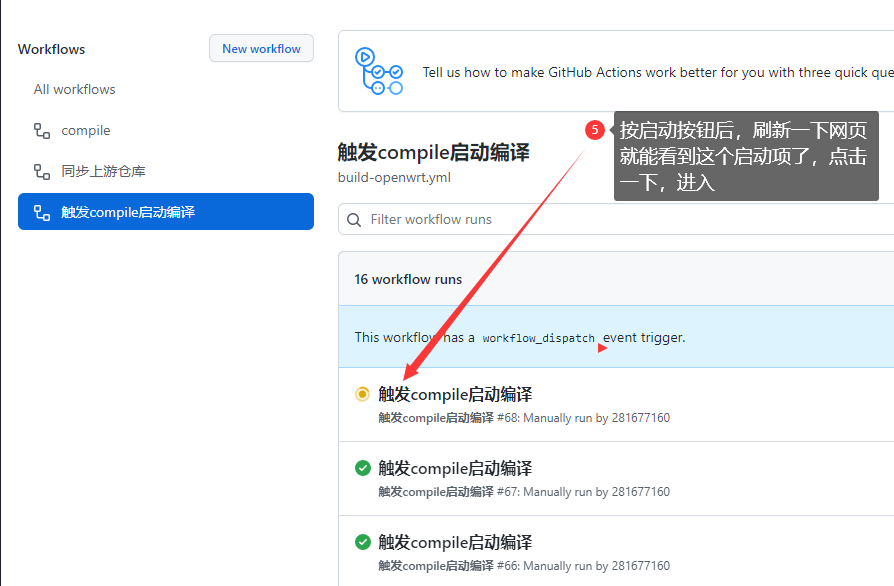 Workflows
New workflow
All workflows
compile
同步上游仓库
触发compile启动编译
Tell us how to make GitHub Actions work better for you with three quick que
5
按启动按钮后，刷新一下网页
就能看到这个启动项了，点击
一下，进入
触发compile启动编译
build-openwrt.yml
Filter workflow runs
16 workflow runs
This workflow has a workflow_dispatch event trigger.
触发compile启动编译
触发compile启动编译 #68: Manually run by 281677160
触发compile启动编译
触发compile启动编译 #67: Manually run by 281677160
触发compile启动编译
触发compile启动编译 #66: Manually run by 281677160